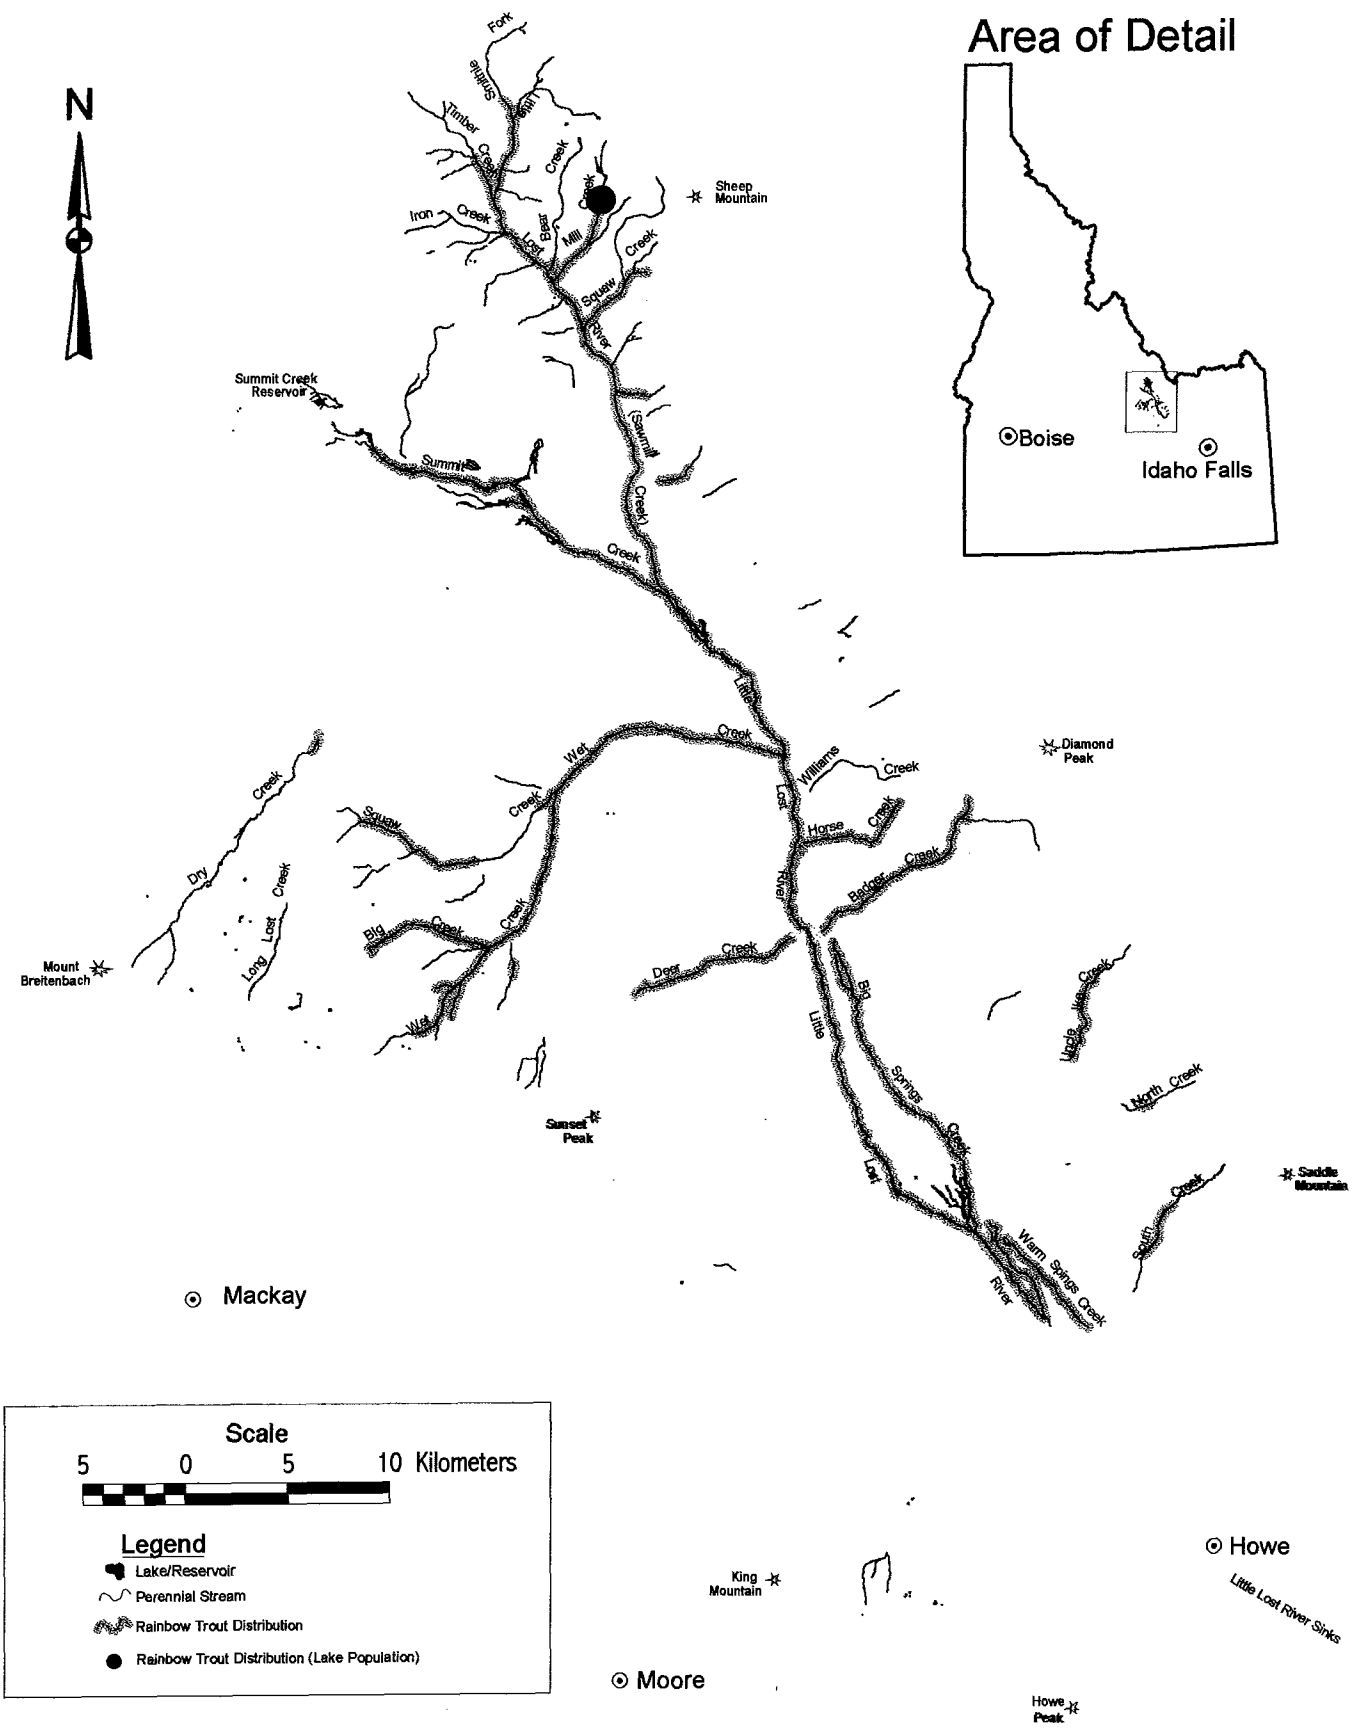 Area of Detail
N
Fork
Smithie
Timber
Creek
Creek
Creek
Sheep
Mountain
Iron Creek
Lost
Bear
Mill
Creek
Squaw
River
Boise
Idaho Falls
Summit Creek
Reservoir
(Sawmill
Summit
Creek)
Creek
Little
Creek
Wet
Diamond
Peak
Williams
Creek
Creek
Creek
Lost
Squaw
Horse
Creek
Creek
Dry
Creek
River
Badger
Creek
Long Lost
Big
Creek
Creek
Mount
Breitenbach
Deer
Creek
Wet
Big
Little
Creek
Uncle Ike
Springs
North Creek
Sunset
Peak
Creek
Lost
Saddle
Mountain
Creek
South
Warm Spings Creek
River
Mackay
Scale
5 0 5 10 Kilometers
Legend
Lake/Reservoir
Perennial Stream
Rainbow Trout Distribution
Rainbow Trout Distribution (Lake Population)
King
Mountain
Howe
Little Lost River Sinks
Moore
Howe
Peak